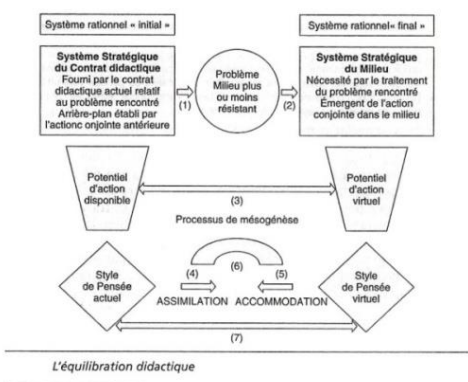 Système rationnel « initial »
Système rationnel« final »
Système Stratégique
du Contrat didactique
Fourni par le contrat
didactique actuel relatif
au problème rencontré
Arrière-plan établi par
l'actionc onjointe antérieure
(1)
Problème
Milieu plus
ou moins
résistant
(2)
Système Stratégique
du Milieu
Nécessité par le traitement
du problème rencontré
Émergent de l'action
conjointe dans le milieu
Potentiel
d'action
disponible
(3)
Processus de mésogénèse
Potentiel
d'action
virtuel
Style
de Pensée
actuel
(4)
(6)
(5)
ASSIMILATION ACCOMMODATION
Style
de Pensée
virtuel
(7)
L'équilibration didactique